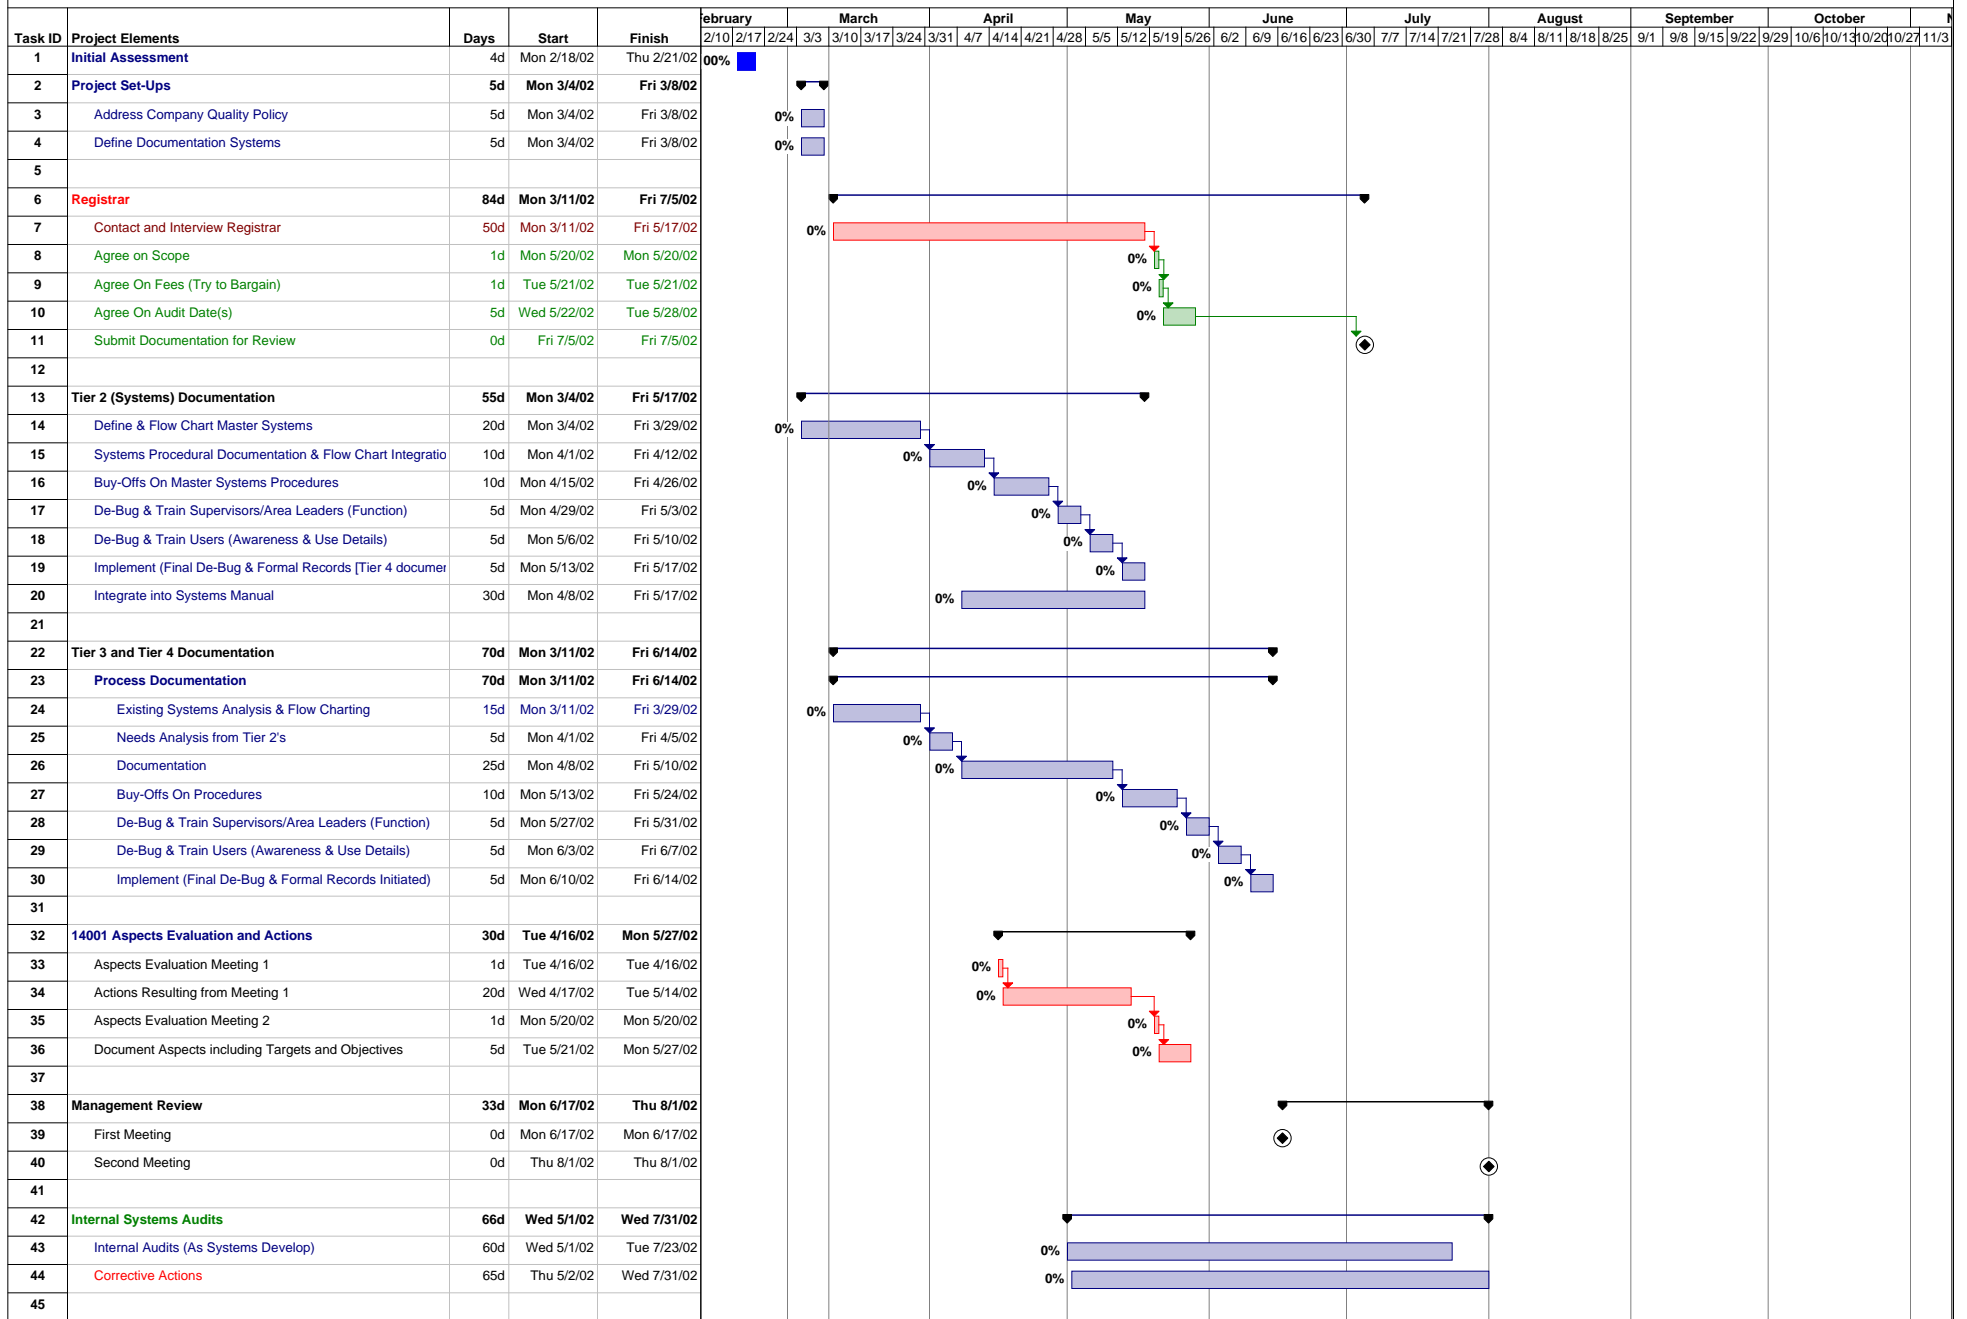 ebruary March April May June July August September October N
Task ID Project Elements Days Start Finish 2/10 2/17 2/24 3/3 3/10 3/17 3/24 3/31 4/7 4/14 4/21 4/28 5/5 5/12 5/19 5/26 6/2 6/9 6/16 6/23 6/30 7/7 7/14 7/21 7/28 8/4 8/11 8/18 8/25 9/1 9/8 9/15 9/22 9/29 10/6 10/13 10/20 10/27 11/3
1 Initial Assessment 4d Mon 2/18/02 Thu 2/21/02 00%
2 Project Set-Ups 5d Mon 3/4/02 Fri 3/8/02
3 Address Company Quality Policy 5d Mon 3/4/02 Fri 3/8/02 0%
4 Define Documentation Systems 5d Mon 3/4/02 Fri 3/8/02 0%
5
6 Registrar 84d Mon 3/11/02 Fri 7/5/02
7 Contact and Interview Registrar 50d Mon 3/11/02 Fri 5/17/02 0%
8 Agree on Scope 1d Mon 5/20/02 Mon 5/20/02 0%
9 Agree On Fees (Try to Bargain) 1d Tue 5/21/02 Tue 5/21/02 0%
10 Agree On Audit Date(s) 5d Wed 5/22/02 Tue 5/28/02 0%
11 Submit Documentation for Review 0d Fri 7/5/02 Fri 7/5/02
12
13 Tier 2 (Systems) Documentation 55d Mon 3/4/02 Fri 5/17/02
14 Define & Flow Chart Master Systems 20d Mon 3/4/02 Fri 3/29/02 0%
15 Systems Procedural Documentation & Flow Chart Integratio 10d Mon 4/1/02 Fri 4/12/02 0%
16 Buy-Offs On Master Systems Procedures 10d Mon 4/15/02 Fri 4/26/02 0%
17 De-Bug & Train Supervisors/Area Leaders (Function) 5d Mon 4/29/02 Fri 5/3/02 0%
18 De-Bug & Train Users (Awareness & Use Details) 5d Mon 5/6/02 Fri 5/10/02 0%
19 Implement (Final De-Bug & Formal Records [Tier 4 documer 5d Mon 5/13/02 Fri 5/17/02 0%
20 Integrate into Systems Manual 30d Mon 4/8/02 Fri 5/17/02 0%
21
22 Tier 3 and Tier 4 Documentation 70d Mon 3/11/02 Fri 6/14/02
23 Process Documentation 70d Mon 3/11/02 Fri 6/14/02
24 Existing Systems Analysis & Flow Charting 15d Mon 3/11/02 Fri 3/29/02 0%
25 Needs Analysis from Tier 2's 5d Mon 4/1/02 Fri 4/5/02 0%
26 Documentation 25d Mon 4/8/02 Fri 5/10/02 0%
27 Buy-Offs On Procedures 10d Mon 5/13/02 Fri 5/24/02 0%
28 De-Bug & Train Supervisors/Area Leaders (Function) 5d Mon 5/27/02 Fri 5/31/02 0%
29 De-Bug & Train Users (Awareness & Use Details) 5d Mon 6/3/02 Fri 6/7/02 0%
30 Implement (Final De-Bug & Formal Records Initiated) 5d Mon 6/10/02 Fri 6/14/02 0%
31
32 14001 Aspects Evaluation and Actions 30d Tue 4/16/02 Mon 5/27/02
33 Aspects Evaluation Meeting 1 1d Tue 4/16/02 Tue 4/16/02 0%
34 Actions Resulting from Meeting 1 20d Wed 4/17/02 Tue 5/14/02 0%
35 Aspects Evaluation Meeting 2 1d Mon 5/20/02 Mon 5/20/02 0%
36 Document Aspects including Targets and Objectives 5d Tue 5/21/02 Mon 5/27/02 0%
37
38 Management Review 33d Mon 6/17/02 Thu 8/1/02
39 First Meeting 0d Mon 6/17/02 Mon 6/17/02
40 Second Meeting 0d Thu 8/1/02 Thu 8/1/02
41
42 Internal Systems Audits 66d Wed 5/1/02 Wed 7/31/02
43 Internal Audits (As Systems Develop) 60d Wed 5/1/02 Tue 7/23/02 0%
44 Corrective Actions 65d Thu 5/2/02 Wed 7/31/02 0%
45